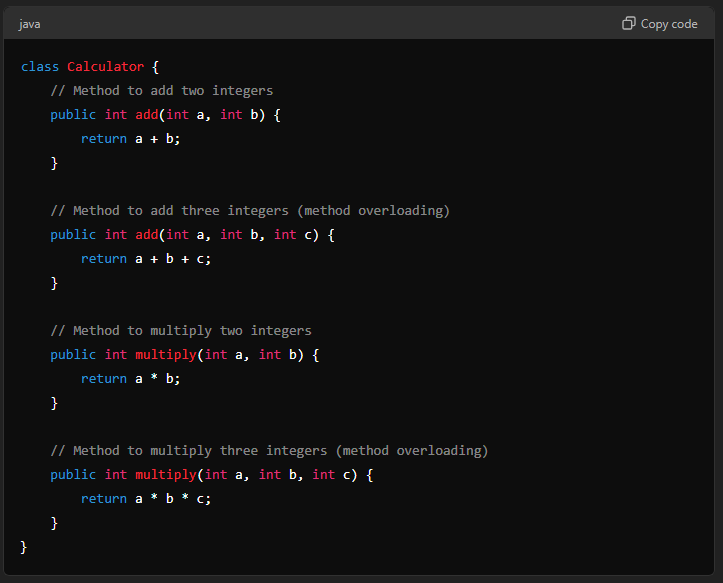 java
Copy code
class Calculator {
    // Method to add two integers
    public int add(int a, int b) {
        return a + b;
    }

    // Method to add three integers (method overloading)
    public int add(int a, int b, int c) {
        return a + b + c;
    }

    // Method to multiply two integers
    public int multiply(int a, int b) {
        return a * b;
    }

    // Method to multiply three integers (method overloading)
    public int multiply(int a, int b, int c) {
        return a * b * c;
    }
}